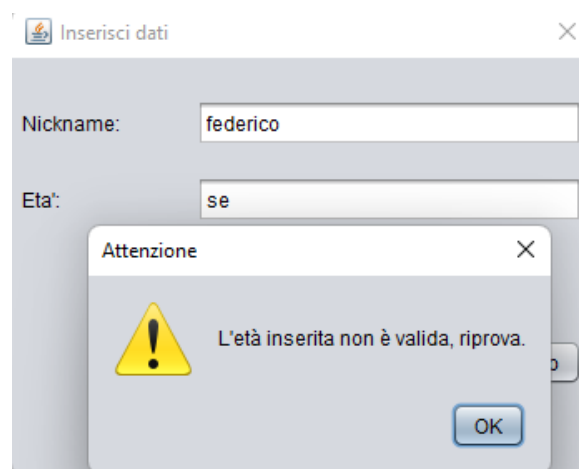 Inserisci dati
Nickname: federico
Eta': se
Attenzione
L'età inserita non è valida, riprova.
OK